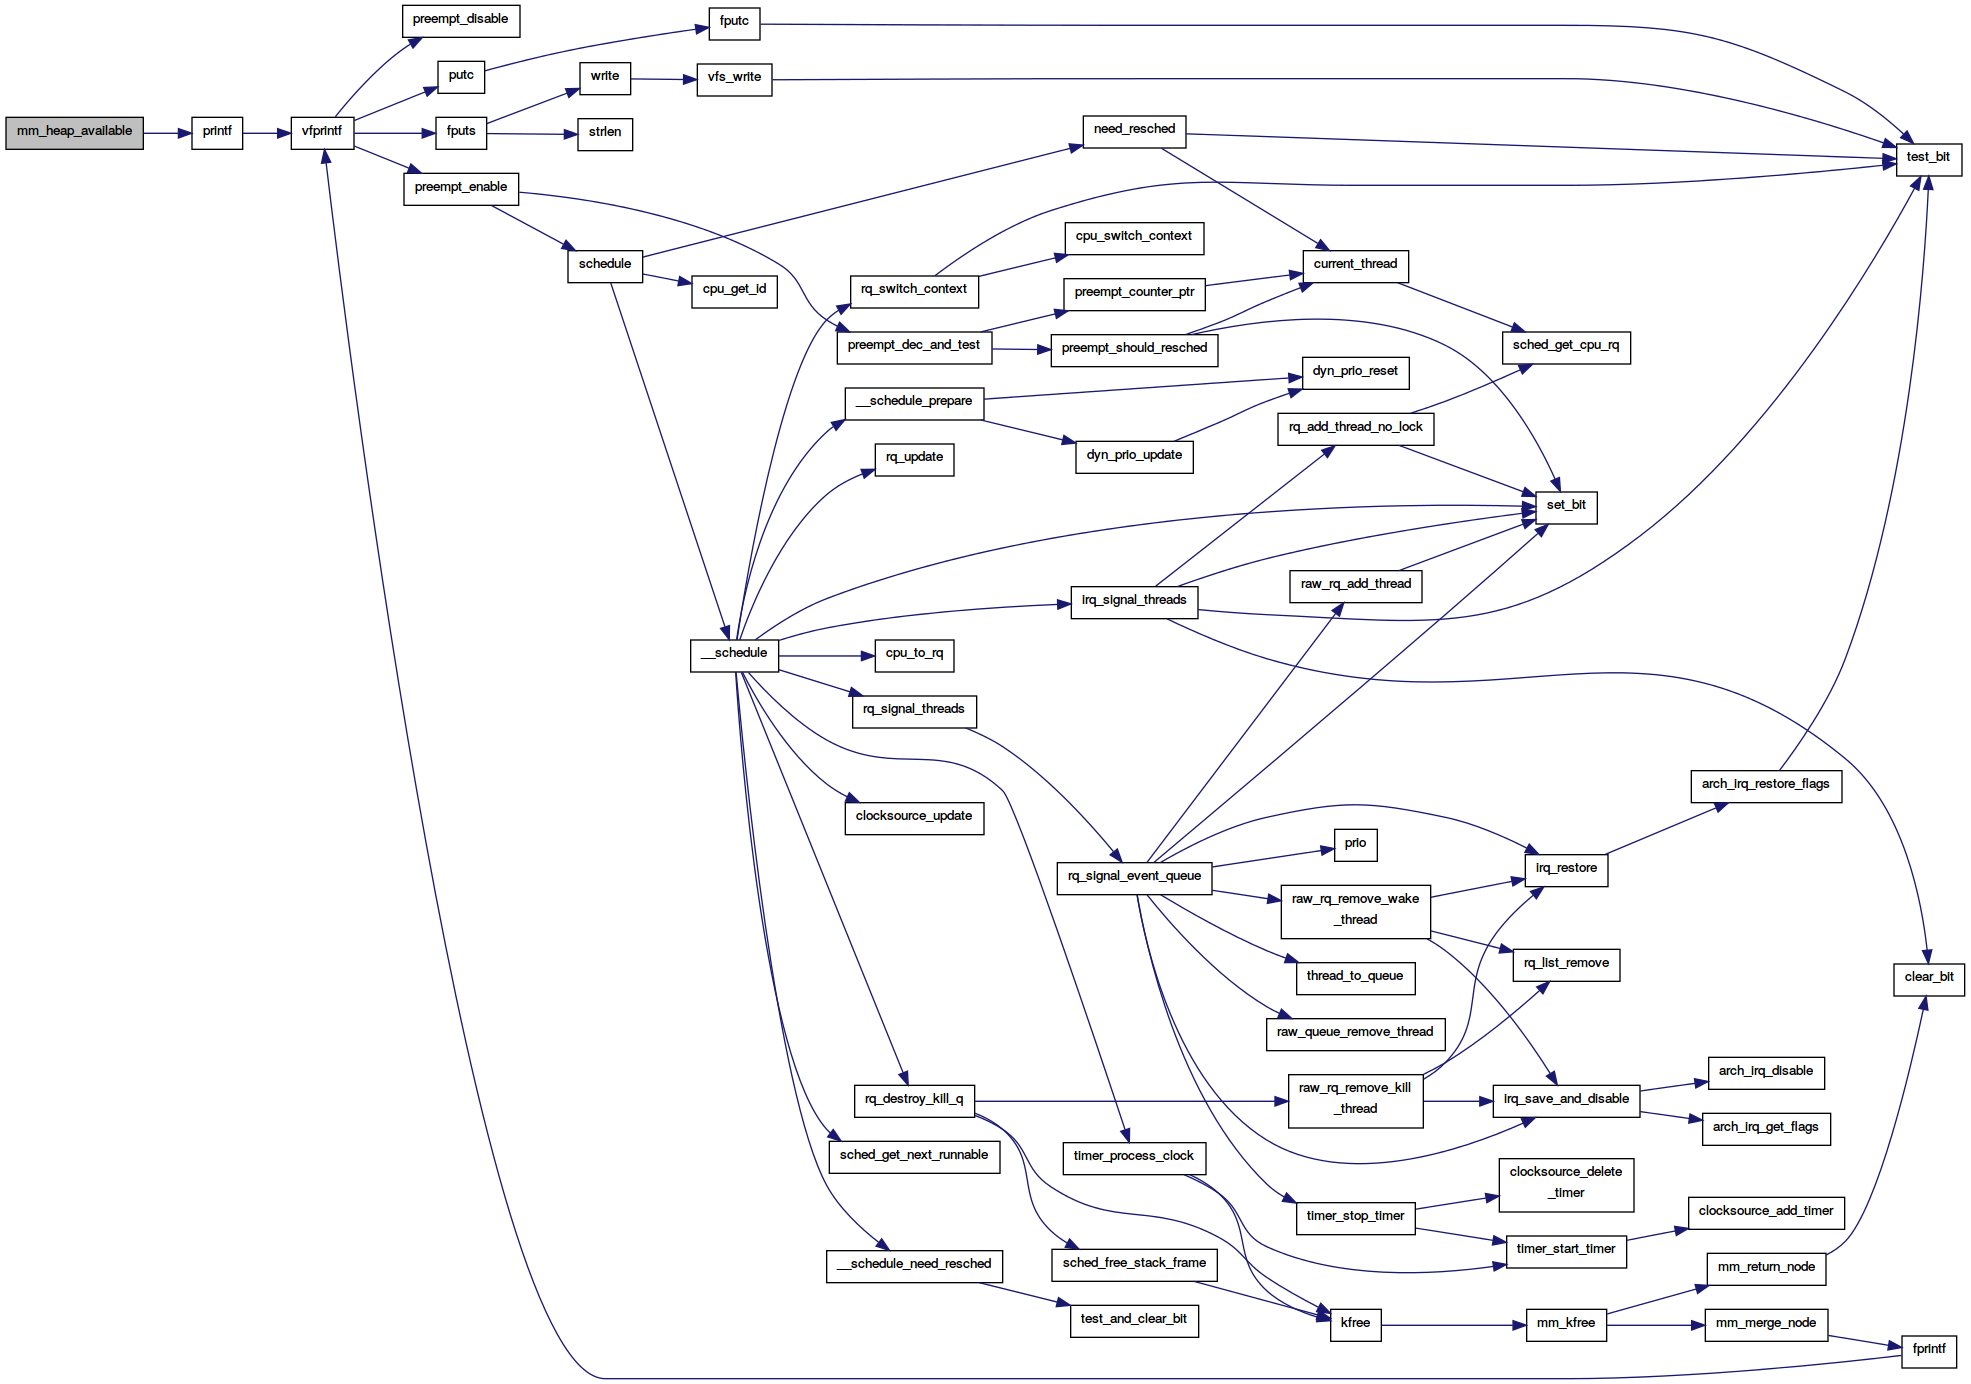 preempt_disable
fputc
putc
write
vfs_write
mm_heap_available
printf
vfprintf
fputs
strlen
need_resched
test_bit
preempt_enable
cpu_switch_context
schedule
current_thread
cpu_get_id
rq_switch_context
preempt_counter_ptr
preempt_dec_and_test
preempt_should_resched
sched_get_cpu_rq
dyn_prio_reset
__schedule_prepare
rq_add_thread_no_lock
rq_update
dyn_prio_update
set_bit
raw_rq_add_thread
irq_signal_threads
__schedule
cpu_to_rq
rq_signal_threads
arch_irq_restore_flags
clocksource_update
prio
rq_signal_event_queue
irq_restore
raw_rq_remove_wake
_thread
rq_list_remove
thread_to_queue
clear_bit
raw_queue_remove_thread
arch_irq_disable
rq_destroy_kill_q
raw_rq_remove_kill
_thread
irq_save_and_disable
arch_irq_get_flags
sched_get_next_runnable
timer_process_clock
clocksource_delete
_timer
timer_stop_timer
clocksource_add_timer
timer_start_timer
__schedule_need_resched
sched_free_stack_frame
mm_return_node
test_and_clear_bit
kfree
mm_kfree
mm_merge_node
fprintf